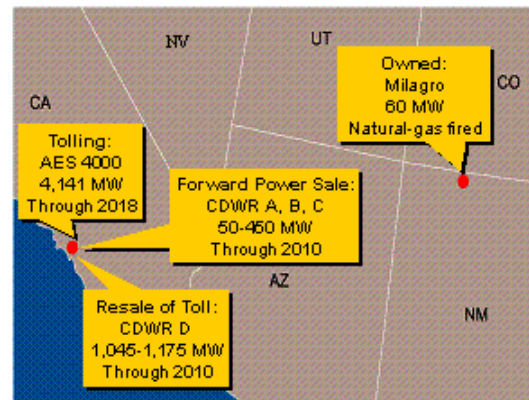 NV
UT
Owned:
Milagro
60 MW
Natural-gas fired
CO
CA
Tolling:
AES 4000
4,141 MW
Through 2018
Forward Power Sale:
CDWR A, B, C
50-450 MW
Through 2010
AZ
Resale of Toll:
CDWR D
1,045-1,175 MW
Through 2010
NM